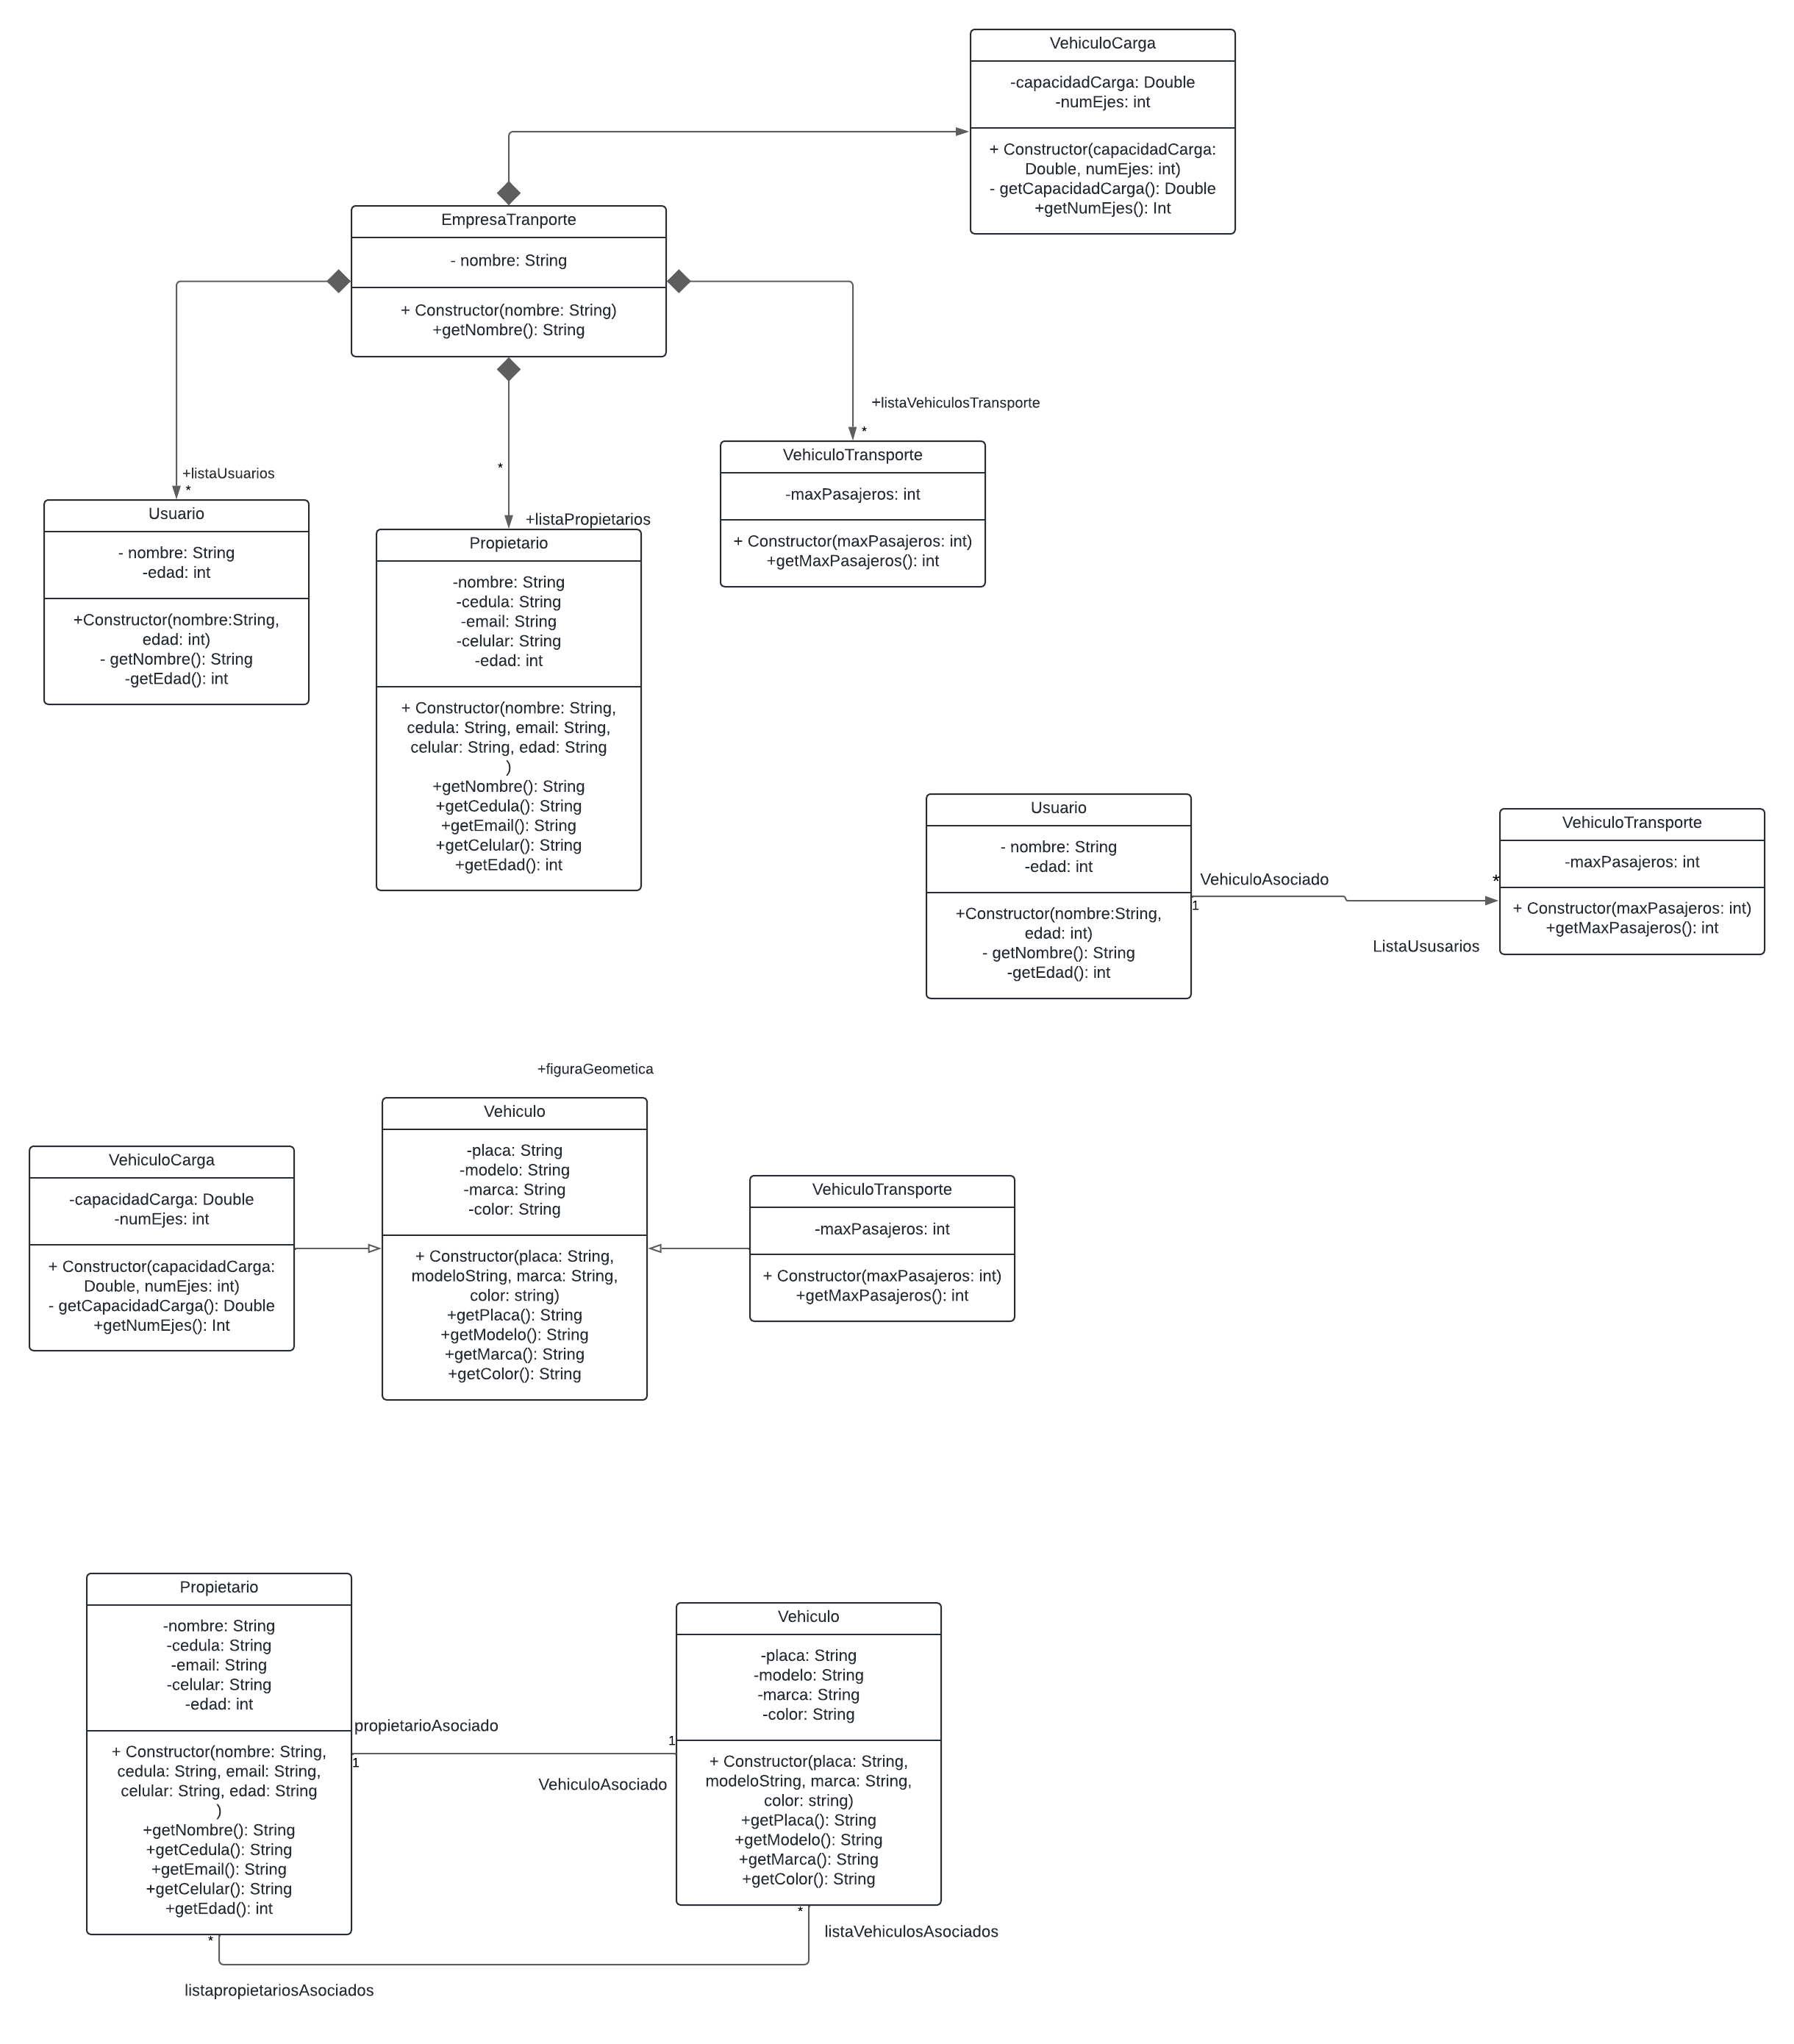 VehiculoCarga
-capacidadCarga: Double
-numEjes: int
+ Constructor(capacidadCarga:
Double, numEjes: int)
- getCapacidadCarga(): Double
+getNumEjes(): Int
EmpresaTranporte
- nombre: String
+ Constructor(nombre: String)
+getNombre(): String
+listaVehiculosTransporte
*
+listaUsuarios
*
*
+listaPropietarios
VehiculoTransporte
-maxPasajeros: int
+ Constructor(maxPasajeros: int)
+getMaxPasajeros(): int
Usuario
- nombre: String
-edad: int
+Constructor(nombre:String,
edad: int)
- getNombre(): String
-getEdad(): int
Propietario
-nombre: String
-cedula: String
-email: String
-celular: String
-edad: int
+ Constructor(nombre: String,
cedula: String, email: String,
celular: String, edad: String
)
+getNombre(): String
+getCedula(): String
+getEmail(): String
+getCelular(): String
+getEdad(): int
Usuario
- nombre: String
-edad: int
+Constructor(nombre:String,
edad: int)
- getNombre(): String
-getEdad(): int
VehiculoAsociado
1
*
ListaUsusarios
VehiculoTransporte
-maxPasajeros: int
+ Constructor(maxPasajeros: int)
+getMaxPasajeros(): int
+figuraGeometica
VehiculoCarga
-capacidadCarga: Double
-numEjes: int
+ Constructor(capacidadCarga:
Double, numEjes: int)
- getCapacidadCarga(): Double
+getNumEjes(): Int
Vehiculo
-placa: String
-modelo: String
-marca: String
-color: String
+ Constructor(placa: String,
modeloString, marca: String,
color: string)
+getPlaca(): String
+getModelo(): String
+getMarca(): String
+getColor(): String
VehiculoTransporte
-maxPasajeros: int
+ Constructor(maxPasajeros: int)
+getMaxPasajeros(): int
Propietario
-nombre: String
-cedula: String
-email: String
-celular: String
-edad: int
+ Constructor(nombre: String,
cedula: String, email: String,
celular: String, edad: String
)
+getNombre(): String
+getCedula(): String
+getEmail(): String
+getCelular(): String
+getEdad(): int
propietarioAsociado
1
1
VehiculoAsociado
Vehiculo
-placa: String
-modelo: String
-marca: String
-color: String
+ Constructor(placa: String,
modeloString, marca: String,
color: string)
+getPlaca(): String
+getModelo(): String
+getMarca(): String
+getColor(): String
*
listaVehiculosAsociados
*
listapropietariosAsociados